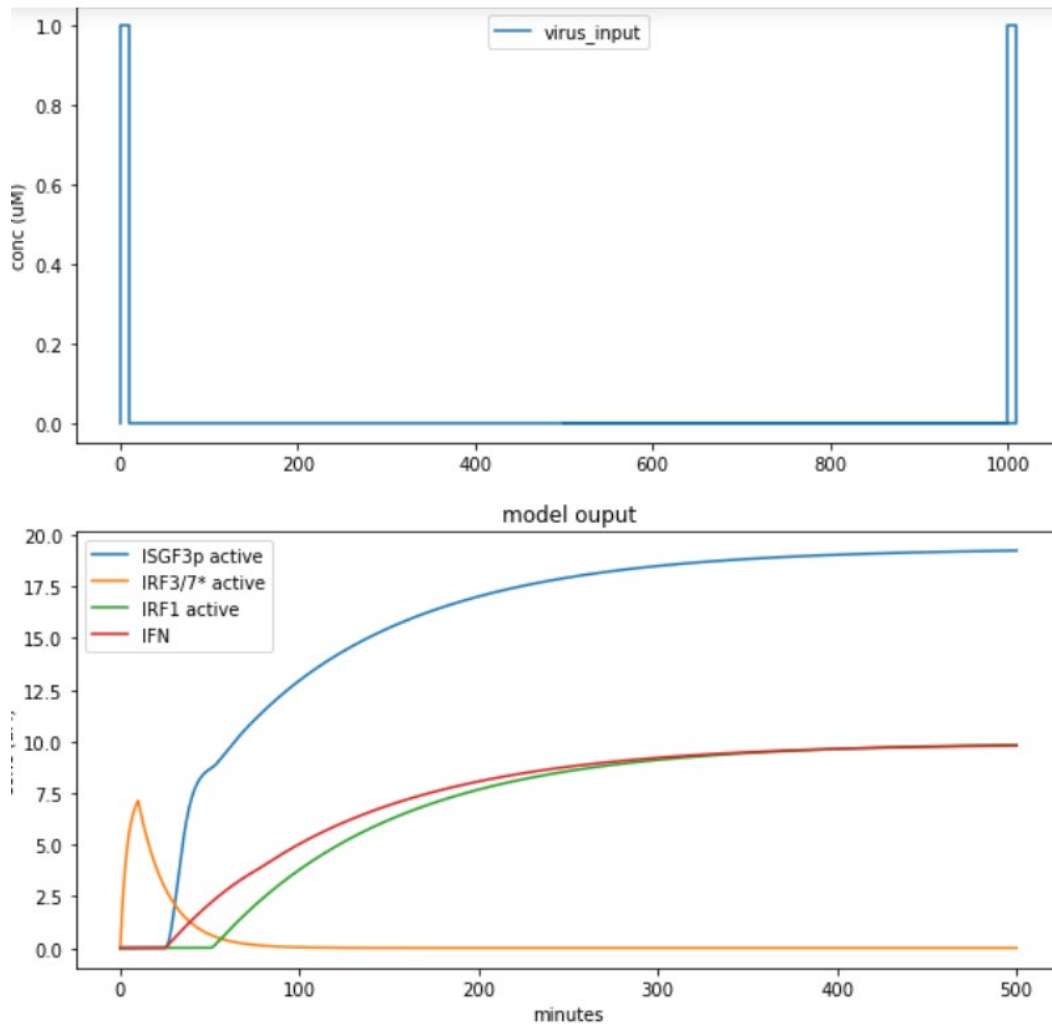 1.0
0.8
0.6
0.4
0.2
0.0
conc (uM)
virus_input
0 200 400 600 800 1000
model ouput
20.0
17.5
15.0
12.5
10.0
7.5
5.0
2.5
0.0
ISGF3p active
IRF3/7* active
IRF1 active
IFN
0 100 200 300 400 500
minutes